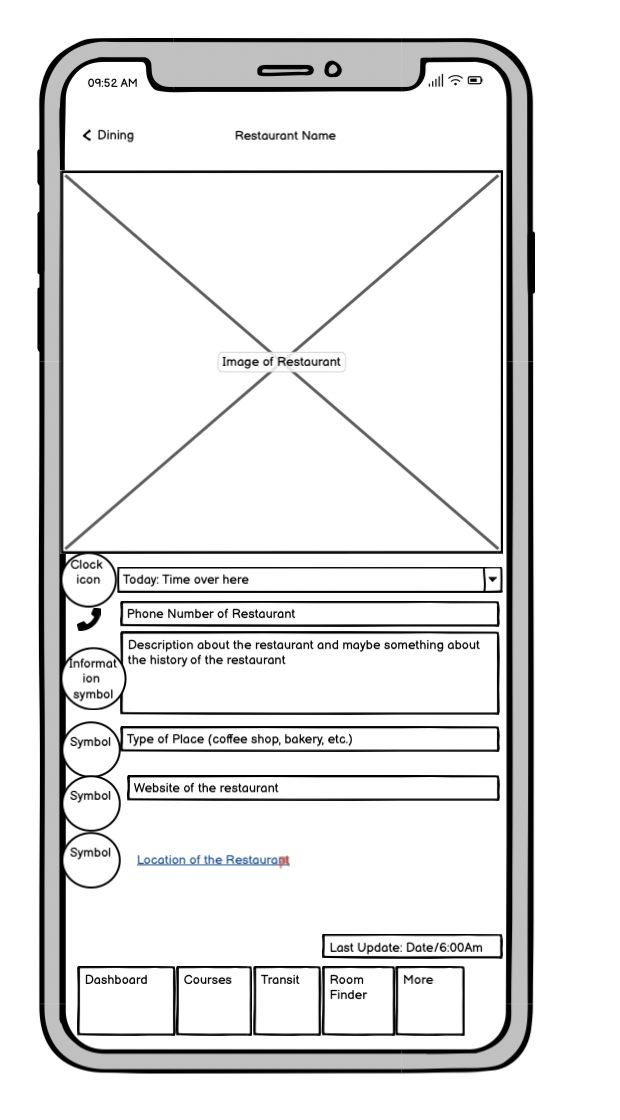 09:52 AM
Dining
Restaurant Name
Image of Restaurant
Clock
icon
Today: Time over here
Phone Number of Restaurant
Description about the restaurant and maybe something about
the history of the restaurant
Informat
ion
symbol
Symbol
Type of Place (coffee shop, bakery, etc.)
Symbol
Website of the restaurant
Symbol
Location of the Restaurant
Last Update: Date/6:00Am
Dashboard
Courses
Transit
Room
Finder
More